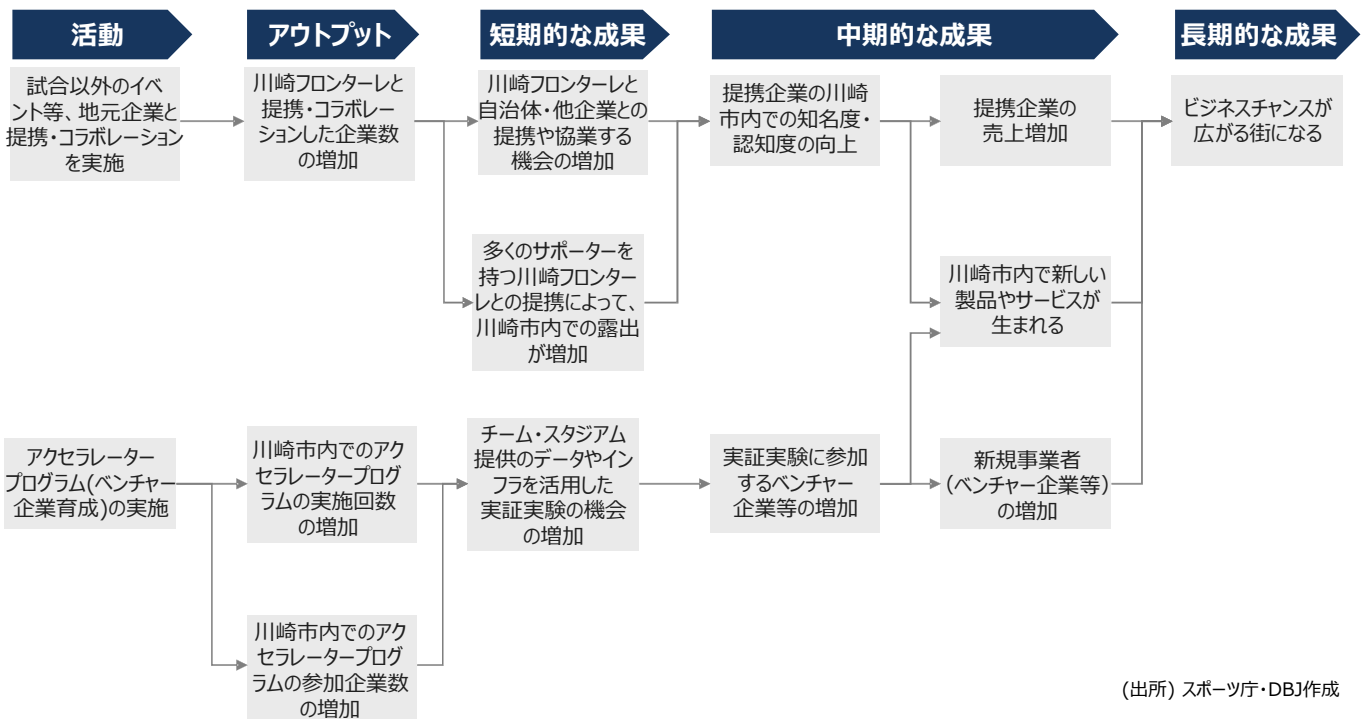 活動
アウトプット
短期的な成果
中期的な成果
長期的な成果
試合以外のイベ
ント等、地元企業と
提携・コラボレーション
を実施
川崎フロンターレと
提携・コラボレー
ションした企業数
の増加
川崎フロンターレと
自治体・他企業との
提携や協業する
機会の増加
提携企業の川崎
市内での知名度・
認知度の向上
提携企業の
売上増加
ビジネスチャンスが
広がる街になる
多くのサポーターを
持つ川崎フロンター
レとの提携によって、
川崎市内での露出
が増加
川崎市内で新しい
製品やサービスが
生まれる
アクセラレーター
プログラム(ベンチャー
企業育成)の実施
川崎市内でのアク
セラレータープログ
ラムの実施回数
の増加
チーム・スタジアム
提供のデータやイン
フラを活用した
実証実験の機会
の増加
実証実験に参加
するベンチャー
企業等の増加
新規事業者
(ベンチャー企業等)
の増加
川崎市内でのアク
セラレータープログ
ラムの参加企業数
の増加
(出所) スポーツ庁・DBJ作成